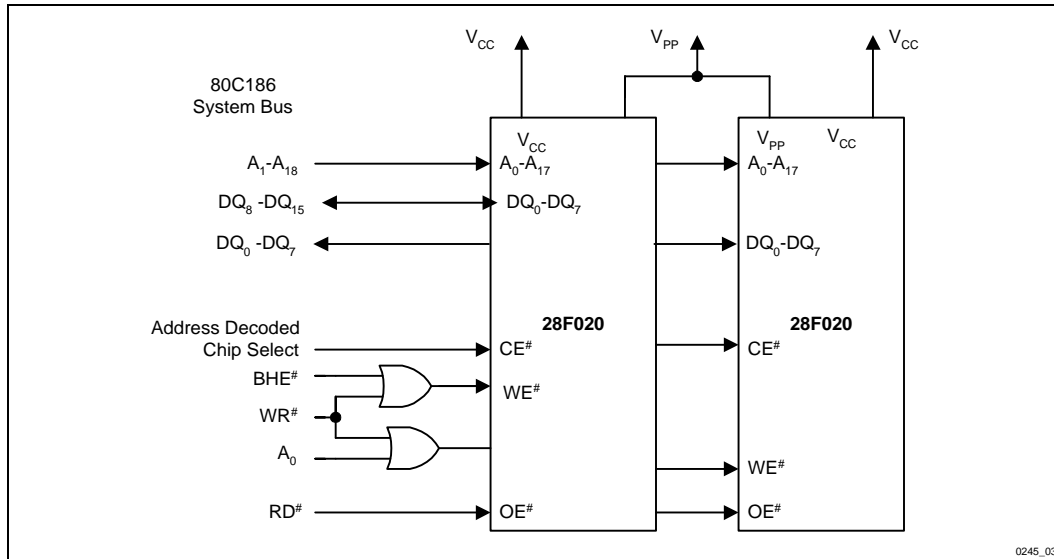 V_CC V_PP V_CC
80C186
System Bus
V_CC V_PP V_CC
A_1-A_18 A_0-A_17 A_0-A_17
DQ_8 -DQ_15 DQ_0-DQ_7
DQ_0 -DQ_7 DQ_0-DQ_7
28F020 28F020
Address Decoded
Chip Select CE# CE#
BHE# WE#
WR#
A_0 WE#
RD# OE# OE#
0245_03